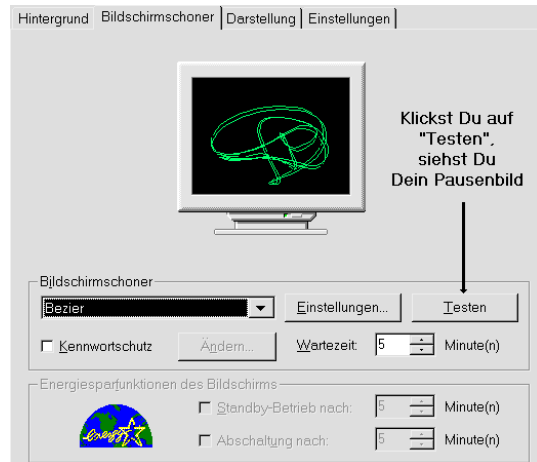 Hintergrund Bildschirmschoner Darstellung Einstellungen
Klickst Du auf
"Testen",
siehst Du
Dein Pausenbild
Bildschirmschoner
Bezier Einstellungen... Testen
Kennwortschutz Ändern... Wartezeit: 5 Minute(n)
Energiesparfunktionen des Bildschirms
Standby-Betrieb nach: 5 Minute(n)
energy
Abschaltung nach: 5 Minute(n)